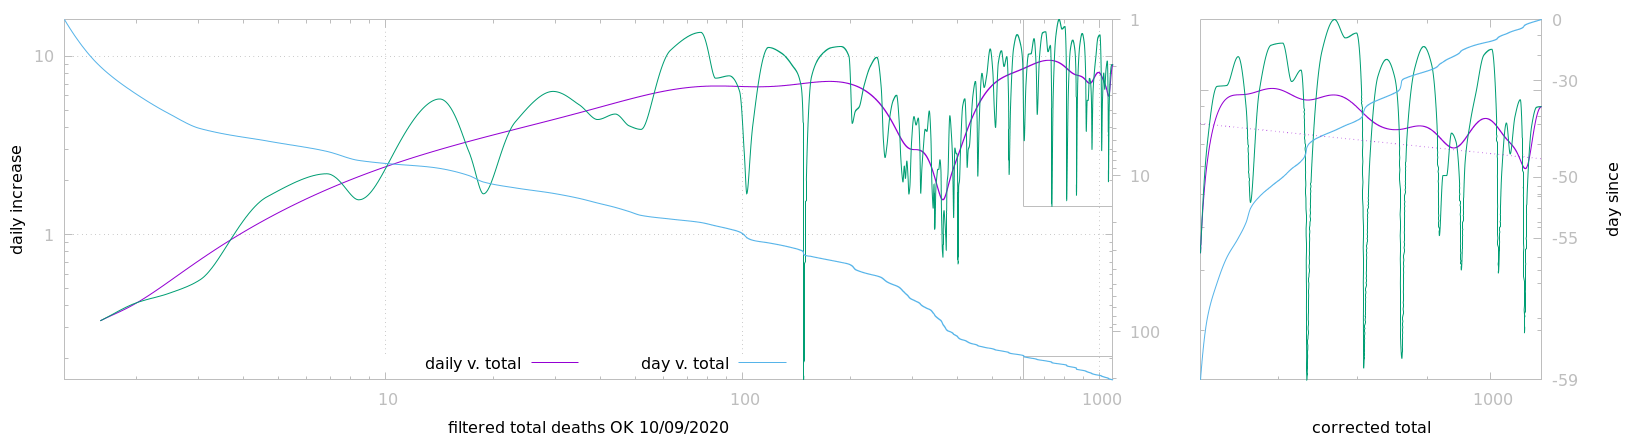 10
1
daily increase
daily v. total
day v. total
10
100
1000
filtered total deaths OK 10/09/2020
1
10
100
0
-30
-50
-55
-59
day since
1000
corrected total